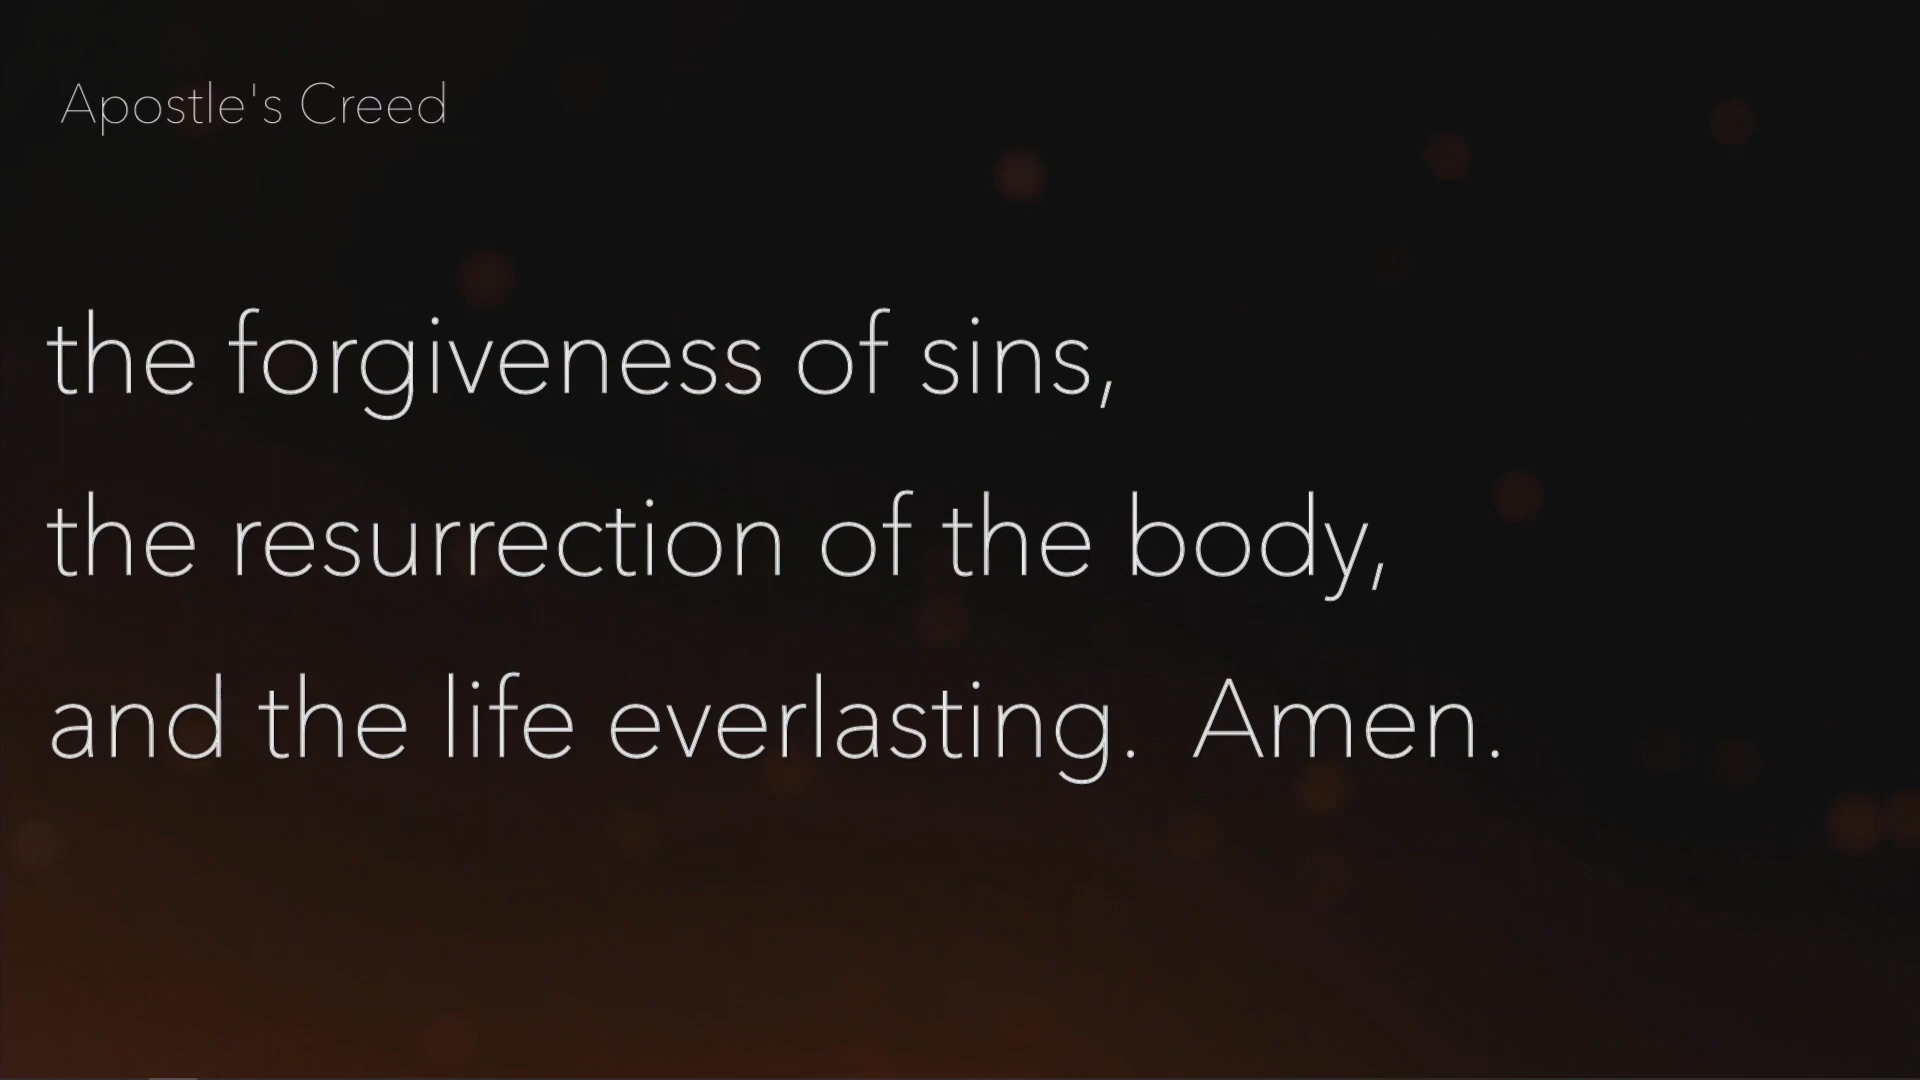 Apostle's Creed
the forgiveness of sins,
the resurrection of the body,
and the life everlasting.  Amen.